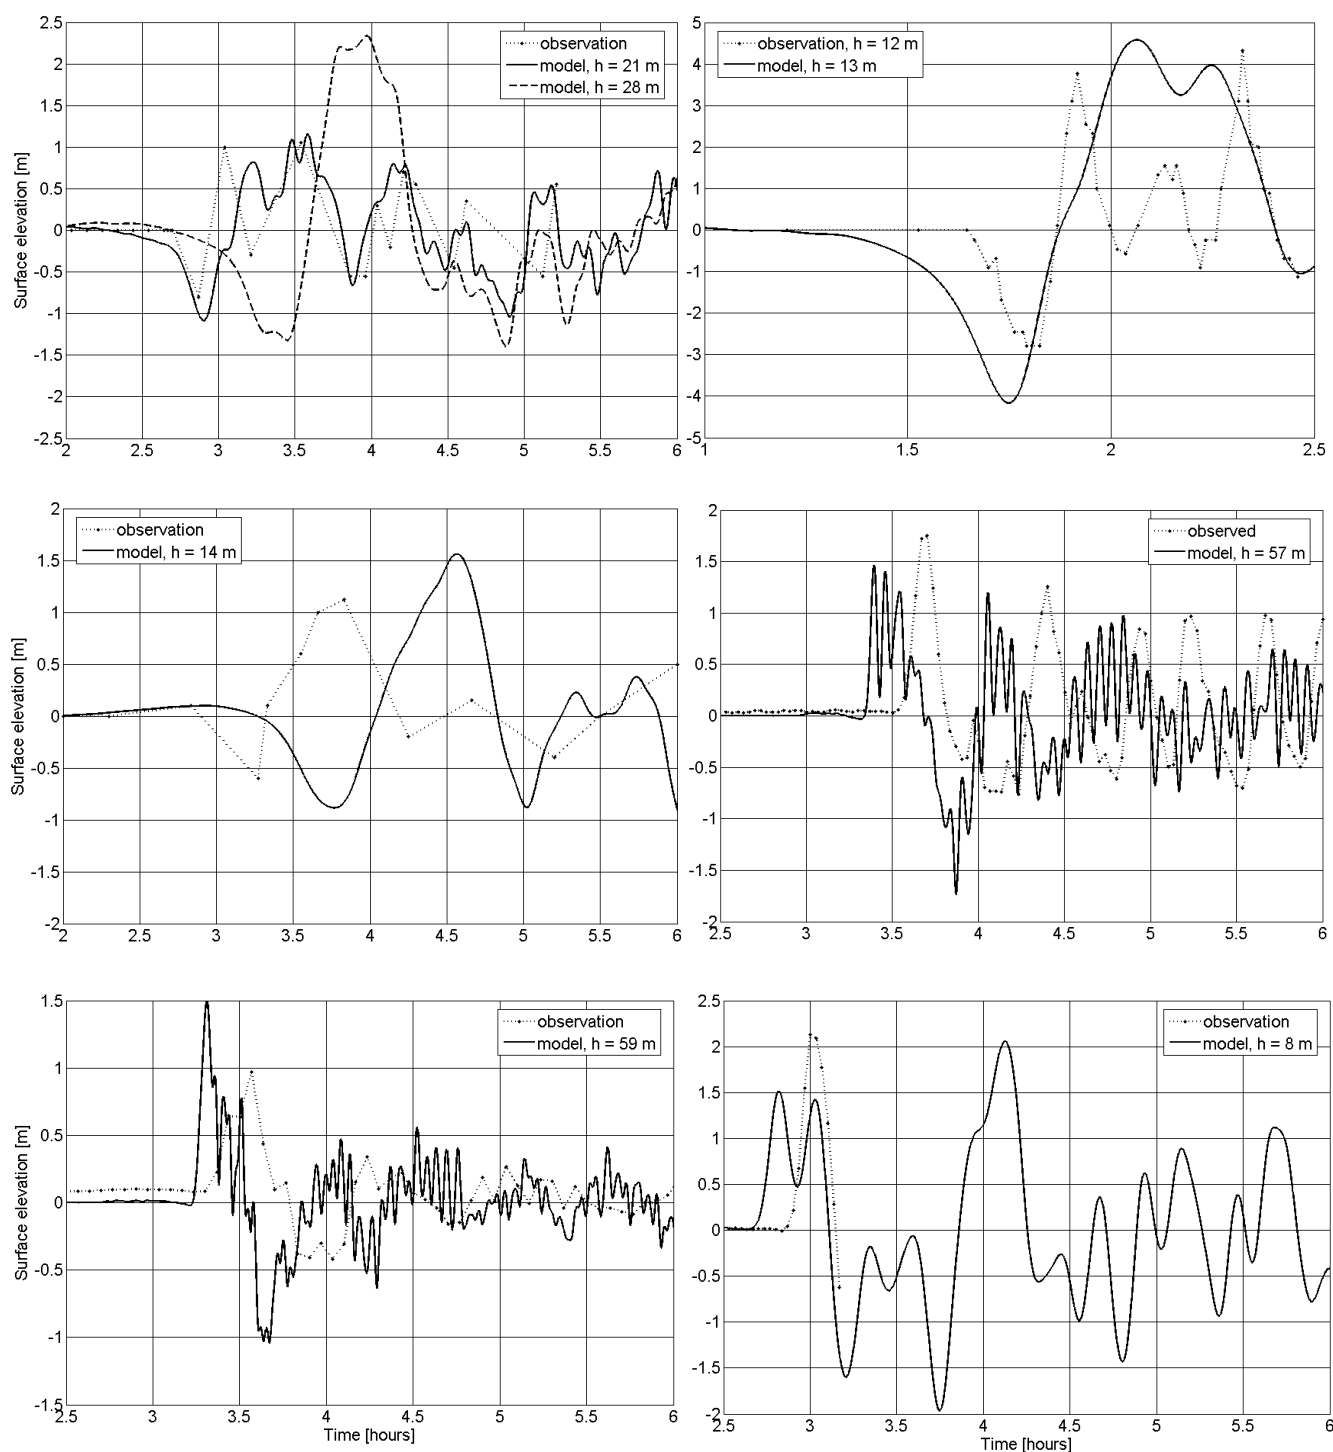 2.5
2
1.5
1
0.5
0
-0.5
-1
-1.5
-2
-2.5
Surface elevation [m]
observation
model, h = 21 m
model, h = 28 m
2 2.5 3 3.5 4 4.5 5 5.5 6
5
4
3
2
1
0
-1
-2
-3
-4
-5
observation, h = 12 m
model, h = 13 m
1 1.5 2 2.5
2
1.5
1
0.5
0
-0.5
-1
-1.5
-2
Surface elevation [m]
observation
model, h = 14 m
2 2.5 3 3.5 4 4.5 5 5.5 6
2
1.5
1
0.5
0
-0.5
-1
-1.5
-2
observed
model, h = 57 m
2.5 3 3.5 4 4.5 5 5.5 6
1.5
1
0.5
0
-0.5
-1
-1.5
Surface elevation [m]
observation
model, h = 59 m
2.5 3 3.5 4 4.5 5 5.5 6
Time [hours]
2.5
2
1.5
1
0.5
0
-0.5
-1
-1.5
-2
observation
model, h = 8 m
2.5 3 3.5 4 4.5 5 5.5 6
Time [hours]